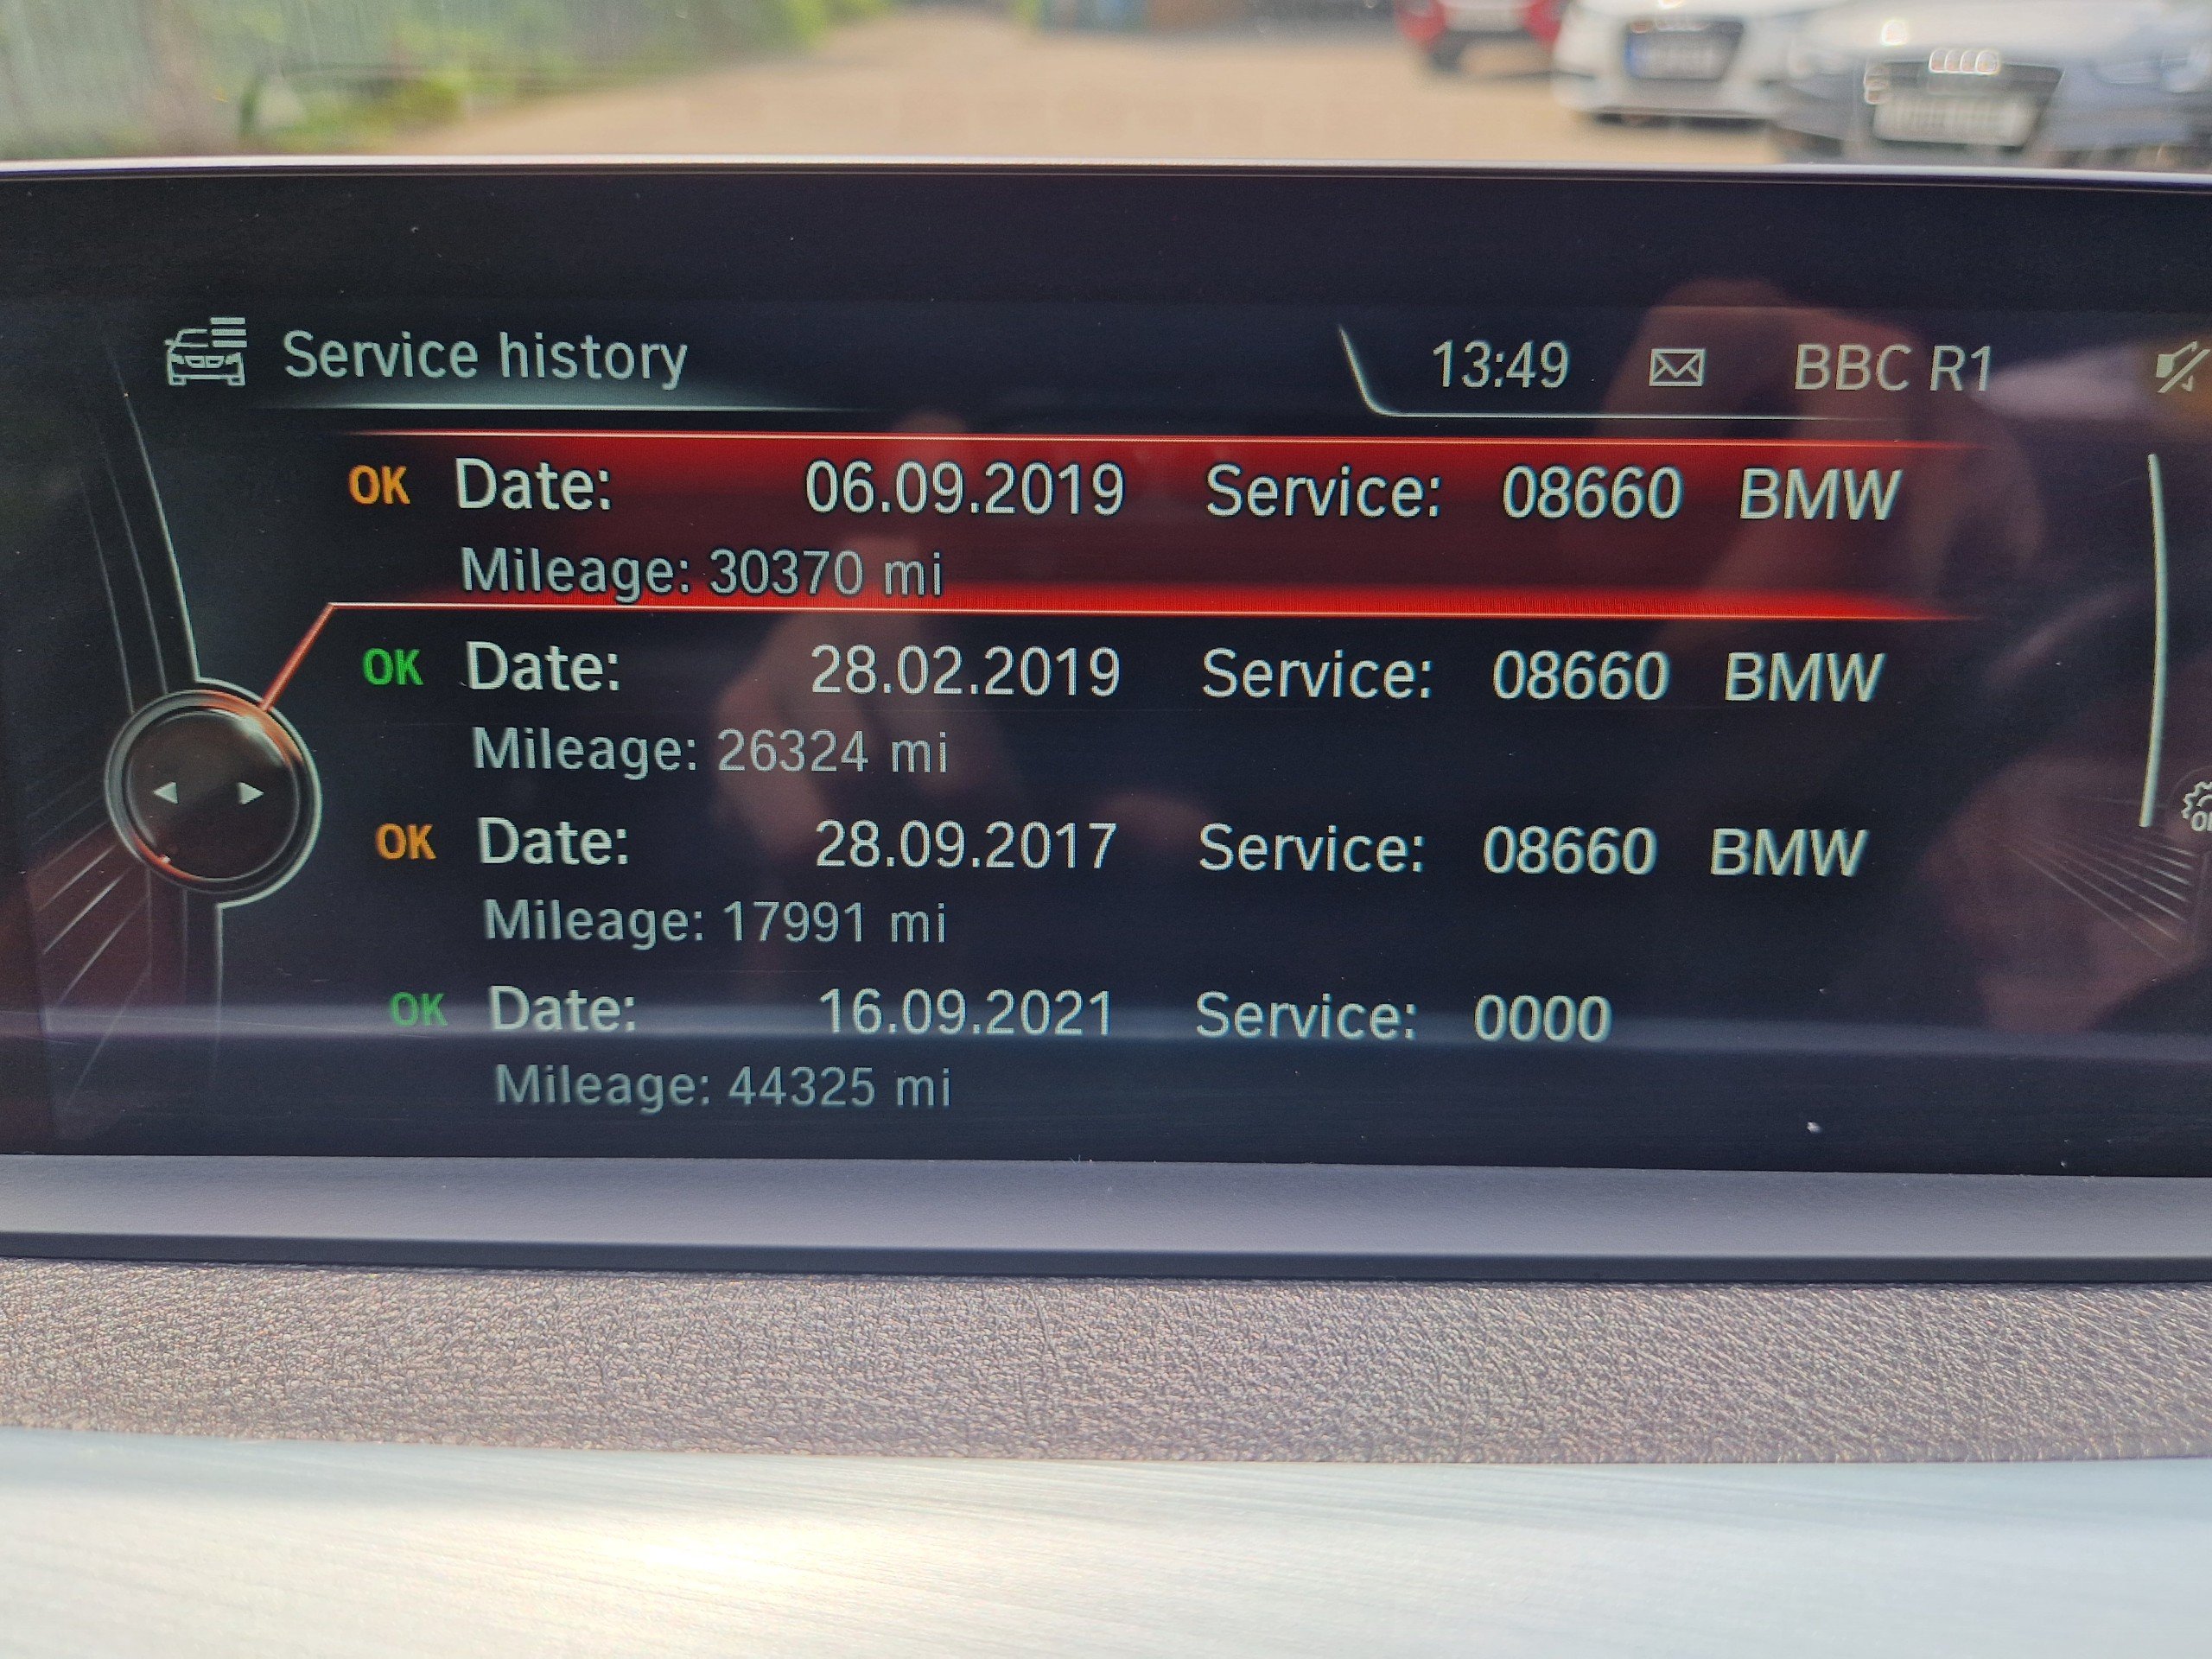 Service history
13:49 BBC R1
OK Date: 06.09.2019 Service: 08660 BMW
Mileage: 30370 mi
OK Date: 28.02.2019 Service: 08660 BMW
Mileage: 26324 mi
OK Date: 28.09.2017 Service: 08660 BMW
Mileage: 17991 mi
OK Date: 16.09.2021 Service: 0000
Mileage: 44325 mi